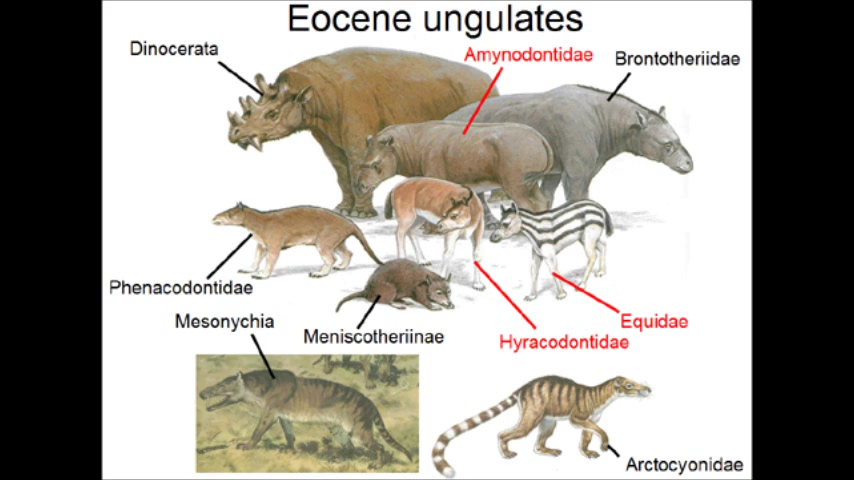 Eocene ungulates
Dinocerata
Amynodontidae
Brontotheriidae
Phenacodontidae
Mesonychia
Meniscotheriinae
Equidae
Hyracodontidae
Arctocyonidae